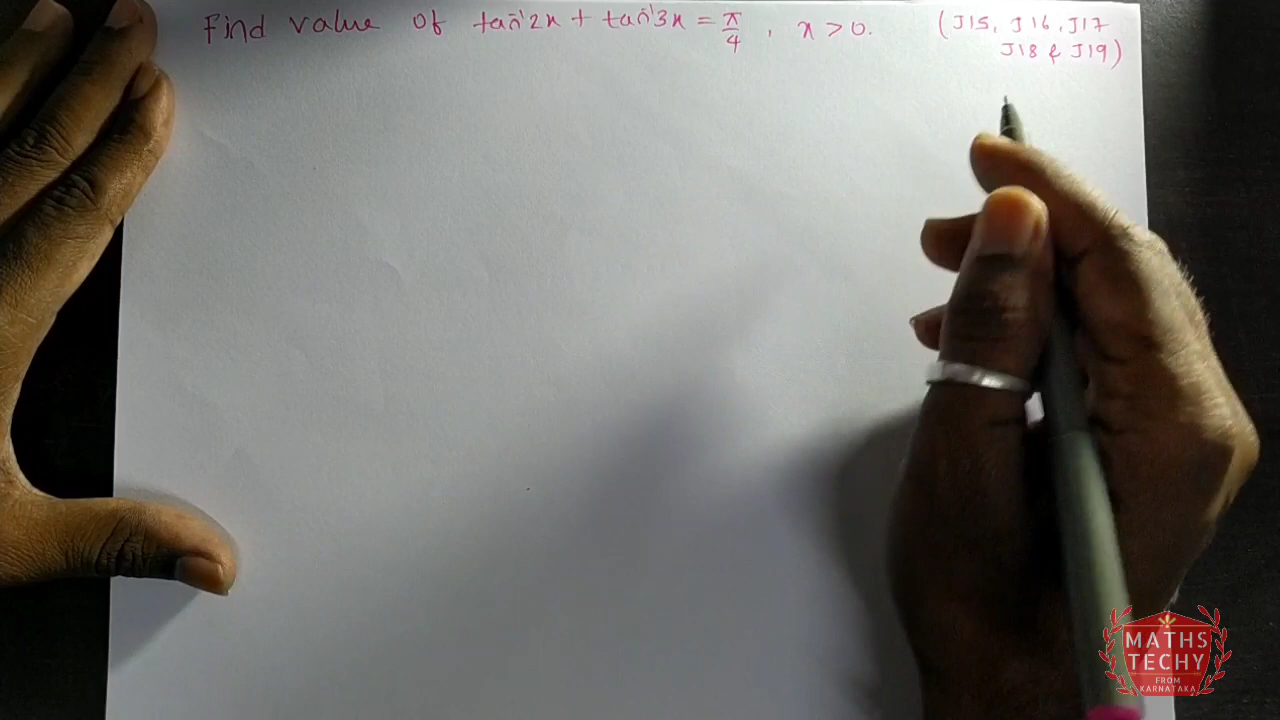 Find value of tan⁻¹2x + tan⁻¹3x = π/4 , x > 0. (J15, J16, J17
J18 & J19)
MATHS
TECHY
FROM
KARNATAKA